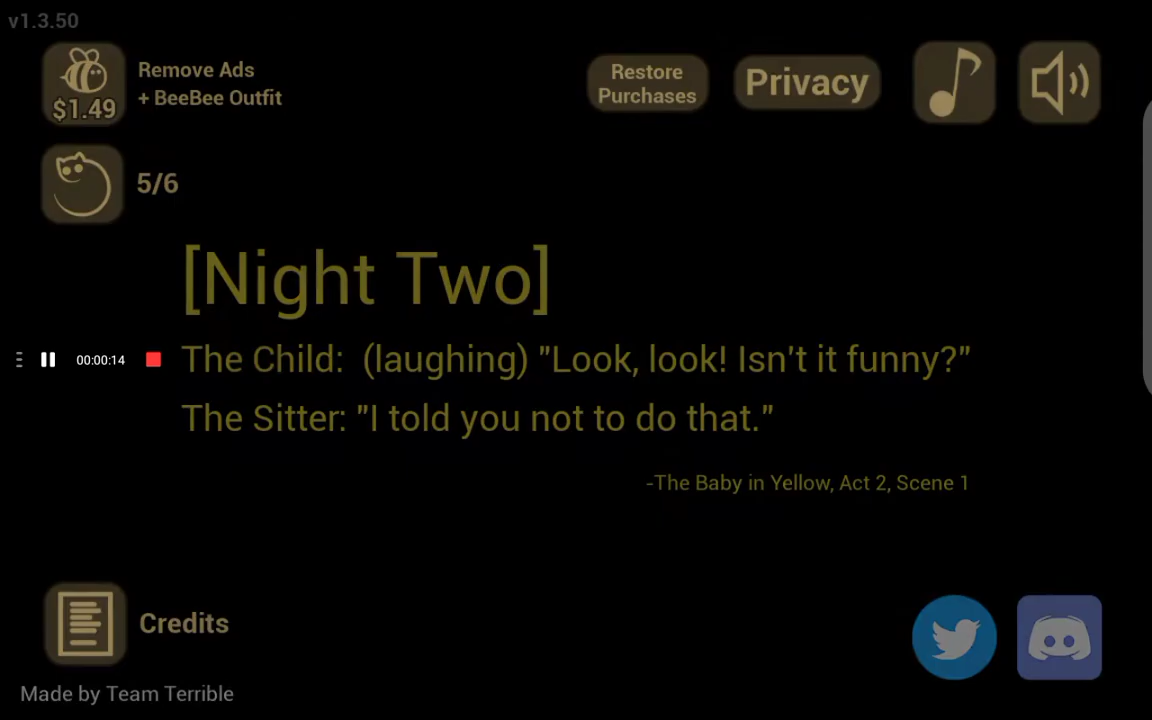 v1.3.50
$1.49
Remove Ads
+ BeeBee Outfit
Restore
Purchases
Privacy
5/6
[Night Two]
00:00:14
The Child:  (laughing) "Look, look! Isn't it funny?"
The Sitter: "I told you not to do that."
-The Baby in Yellow, Act 2, Scene 1
Credits
Made by Team Terrible